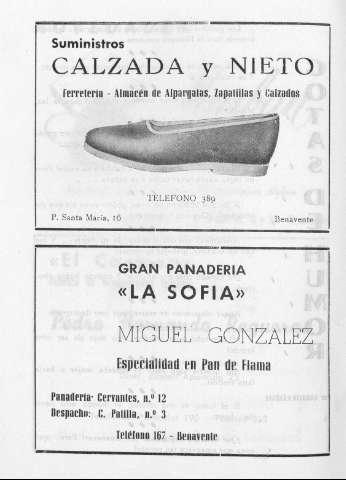 Suministros
CALZADA y NIETO
Ferretería - Almacén de Alpargatas, Zapatillas y Calzados
TELEFONO 389
P. Santa María, 16 Benavente
GRAN PANADERIA
«LA SOFIA»
MIGUEL GONZALEZ
Especialidad en Pan de Flama
Panadería- Cervantes, n.º 12
Despacho: C. Patilla, n.º 3
Teléfono 167 - Benavente